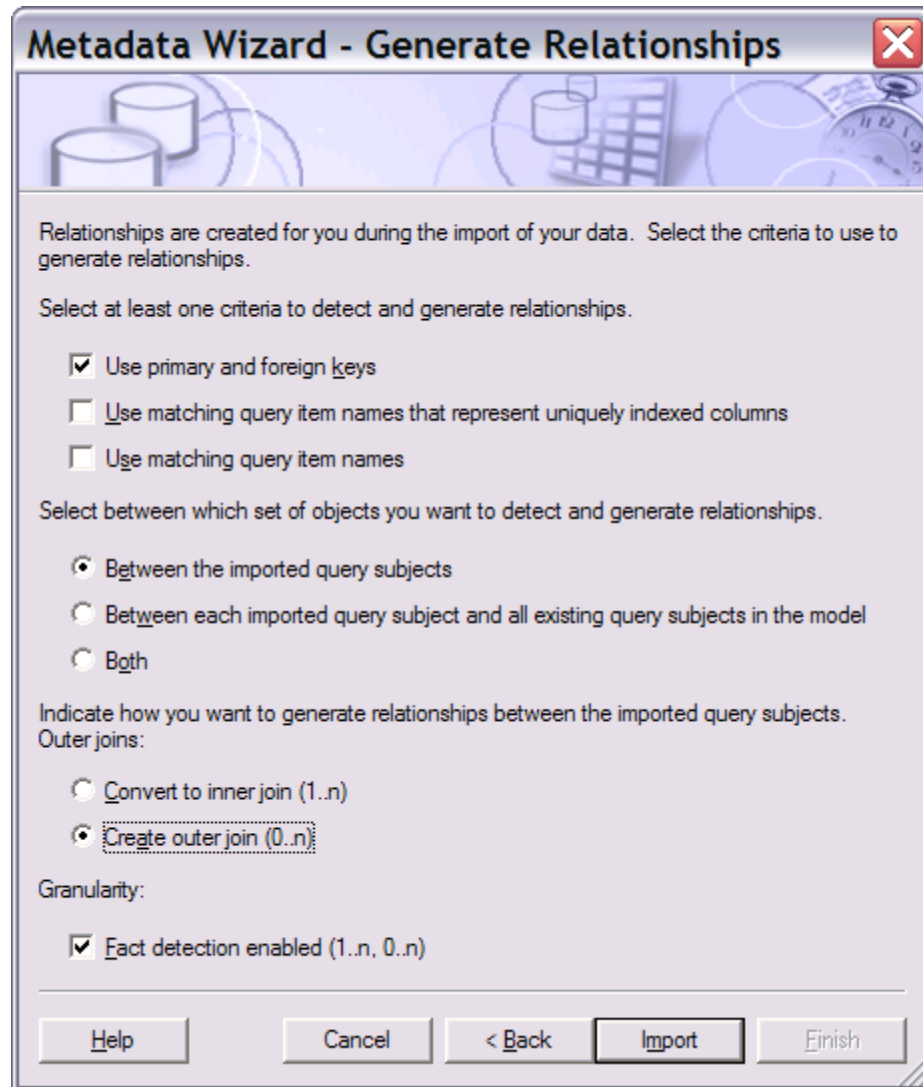 Metadata Wizard - Generate Relationships
Relationships are created for you during the import of your data. Select the criteria to use to
generate relationships.
Select at least one criteria to detect and generate relationships.
Use primary and foreign keys
Use matching query item names that represent uniquely indexed columns
Use matching query item names
Select between which set of objects you want to detect and generate relationships.
Between the imported query subjects
Between each imported query subject and all existing query subjects in the model
Both
Indicate how you want to generate relationships between the imported query subjects.
Outer joins:
Convert to inner join (1..n)
Create outer join (0..n)
Granularity:
Fact detection enabled (1..n, 0..n)
Help Cancel < Back Import Finish